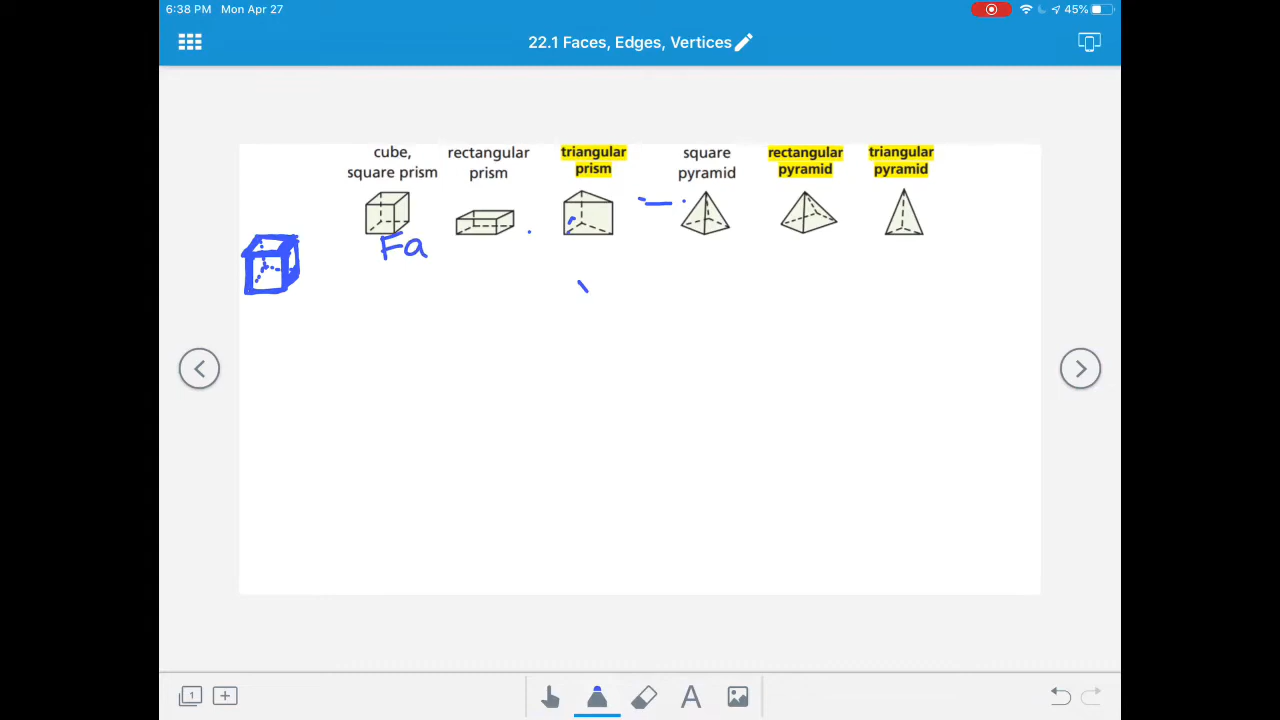 6:38 PM Mon Apr 27
45%
22.1 Faces, Edges, Vertices
cube, square prism
rectangular prism
triangular prism
square pyramid
rectangular pyramid
triangular pyramid
Fa
1
A